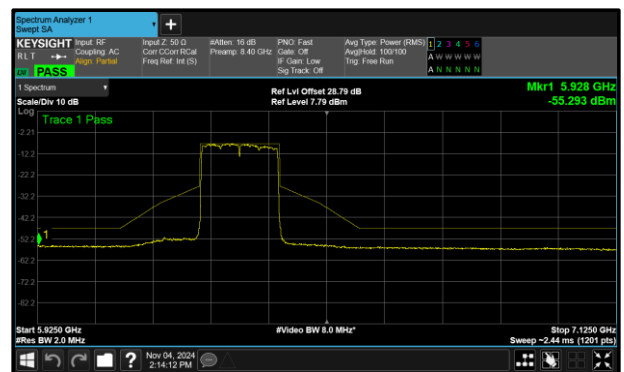 Spectrum Analyzer 1
Swept SA
+
KEYSIGHT Input: RF Input Z: 50 Ω #Atten: 16 dB PNO: Fast Avg Type: Power (RMS) 1 2 3 4 5 6
RLT Coupling: AC Corr CCorr RCal Preamp: 8.40 GHz Gate: Off Avg|Hold: 100/100 A W W W W W
Align: Partial Freq Ref: Int (S) IF Gain: Low Trig: Free Run
LW PASS Sig Track: Off A N N N N N
1 Spectrum Ref Lvl Offset 28.79 dB Mkr1 5.928 GHz
Scale/Div 10 dB Ref Level 7.79 dBm -55.293 dBm
Log
Trace 1 Pass
-2.21
-12.2
-22.2
-32.2
-42.2
-52.2
1
-62.2
-72.2
-82.2
Start 5.9250 GHz #Video BW 8.0 MHz* Stop 7.1250 GHz
#Res BW 2.0 MHz Sweep ~2.44 ms (1201 pts)
? Nov 04, 2024
2:14:12 PM